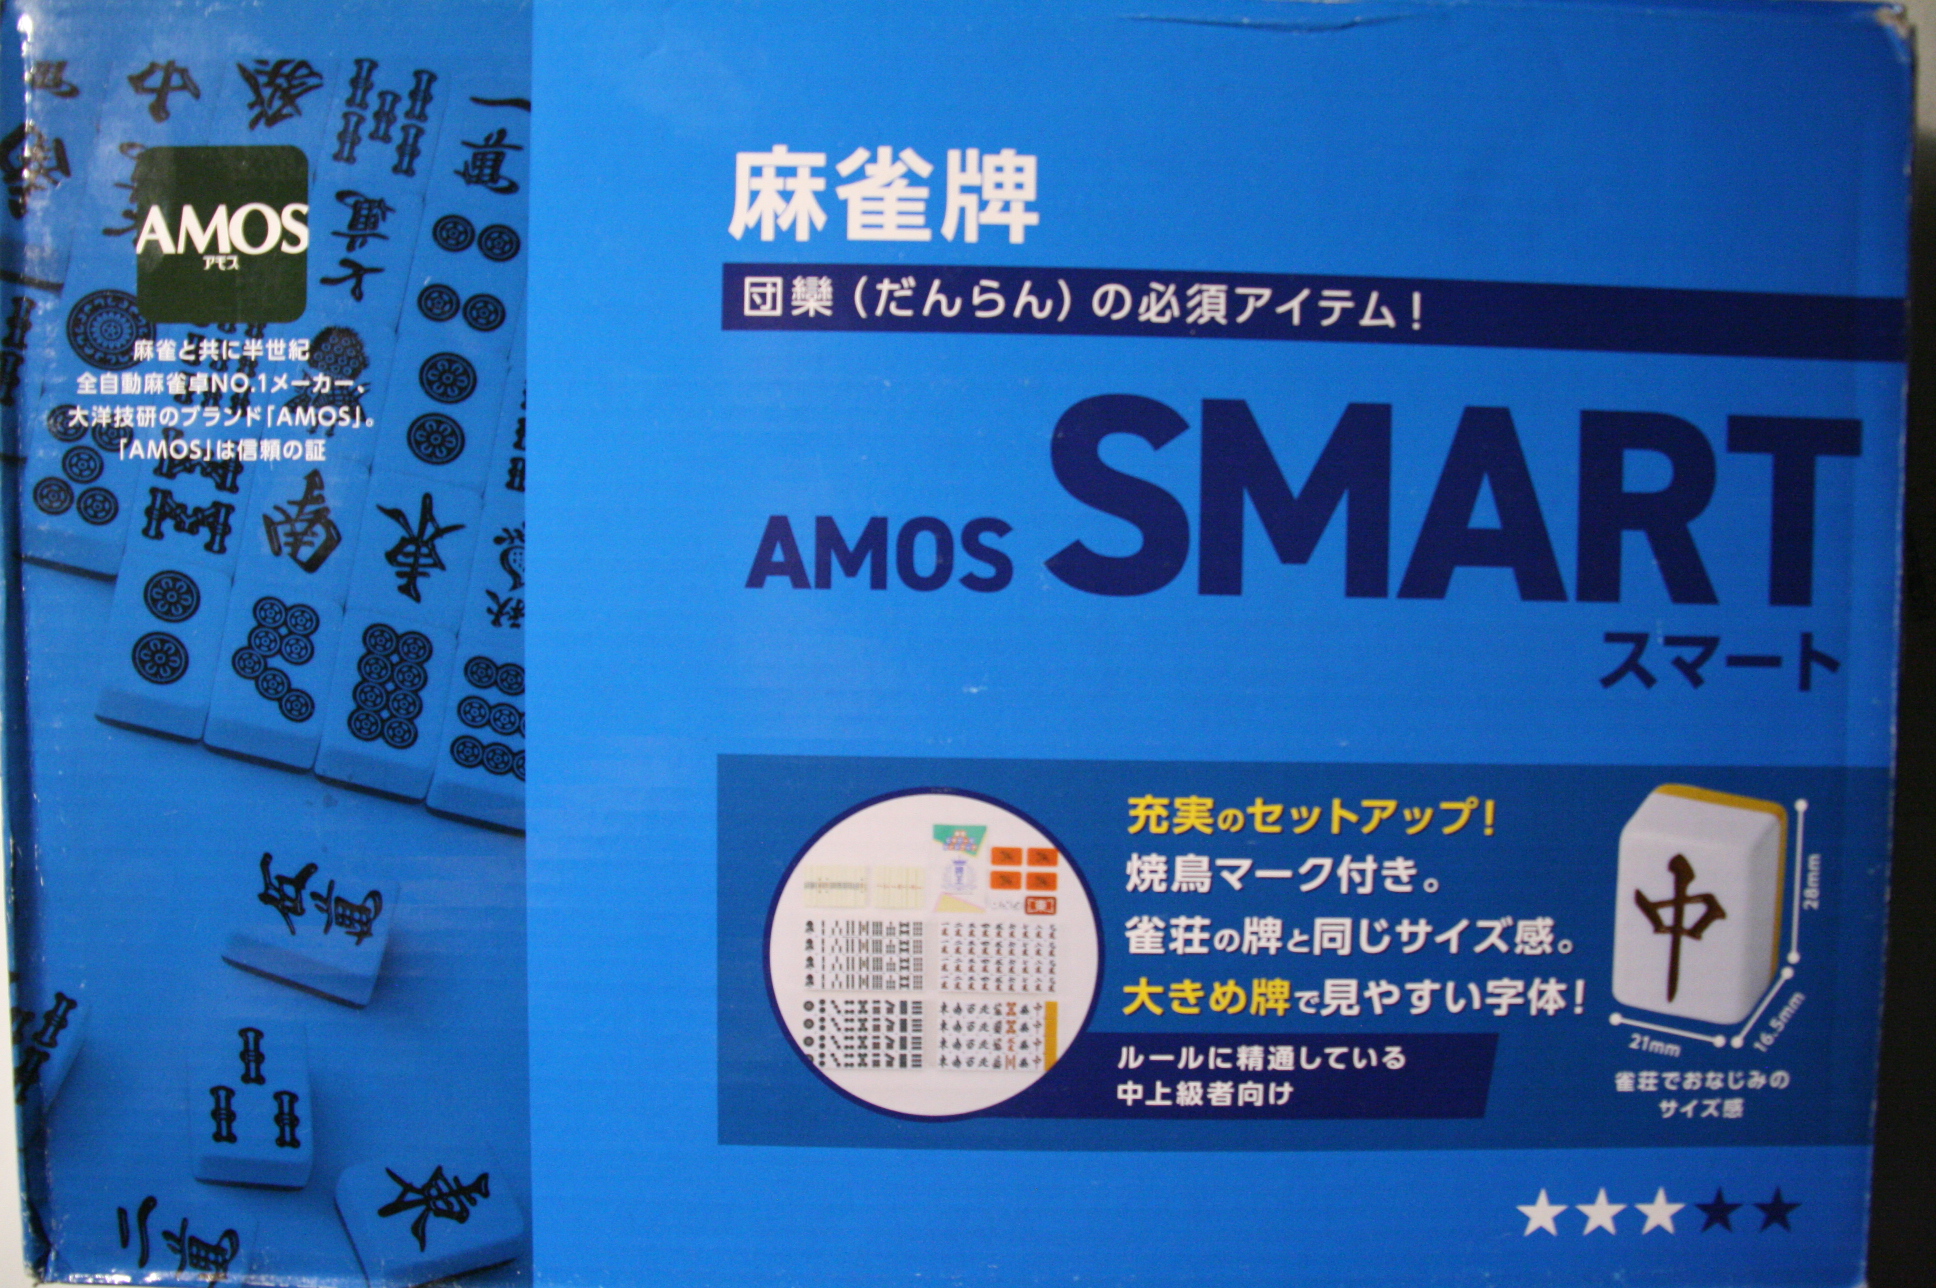 AMOS
アモス
麻雀と共に半世紀
全自動麻雀卓NO.1メーカー、
大洋技研のブランド「AMOS」。
「AMOS」は信頼の証
麻雀牌
団欒（だんらん）の必須アイテム！
AMOS SMART
スマート
充実のセットアップ！
焼鳥マーク付き。
雀荘の牌と同じサイズ感。
大きめ牌で見やすい字体！
ルールに精通している
中上級者向け
中
28mm
21mm
16.5mm
雀荘でおなじみの
サイズ感